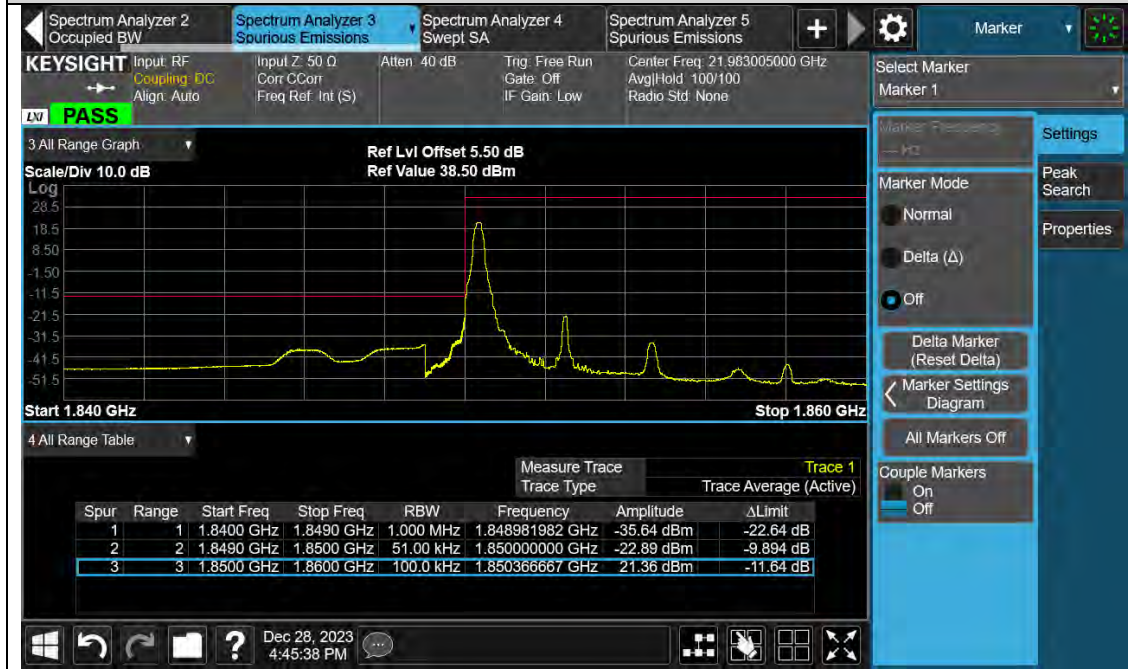 Spectrum Analyzer 2
Occupied BW
Spectrum Analyzer 3
Spurious Emissions
Spectrum Analyzer 4
Swept SA
Spectrum Analyzer 5
Spurious Emissions
+
Marker
KEYSIGHT
Input: RF
Coupling: DC
Align: Auto
Input Z: 50 Ω
Corr CCorr
Freq Ref: Int (S)
Atten: 40 dB
Trig: Free Run
Gate: Off
IF Gain: Low
Center Freq: 21.983005000 GHz
Avg|Hold: 100/100
Radio Std: None
LXI PASS
Select Marker
Marker 1
3 All Range Graph
Ref Lvl Offset 5.50 dB
Scale/Div 10.0 dB
Ref Value 38.50 dBm
Log
28.5
18.5
8.50
-1.50
-11.5
-21.5
-31.5
-41.5
-51.5
Start 1.840 GHz
Stop 1.860 GHz
Marker Frequency
--- Hz
Settings
Peak
Search
Properties
Marker Mode
Normal
Delta (Δ)
Off
Delta Marker
(Reset Delta)
Marker Settings
Diagram
All Markers Off
Couple Markers
On
Off
4 All Range Table
Measure Trace Trace 1
Trace Type Trace Average (Active)
Spur Range Start Freq Stop Freq RBW Frequency Amplitude ΔLimit
1 1 1.8400 GHz 1.8490 GHz 1.000 MHz 1.848981982 GHz -35.64 dBm -22.64 dB
2 2 1.8490 GHz 1.8500 GHz 51.00 kHz 1.850000000 GHz -22.89 dBm -9.894 dB
3 3 1.8500 GHz 1.8600 GHz 100.0 kHz 1.850366667 GHz 21.36 dBm -11.64 dB
?
Dec 28, 2023
4:45:38 PM